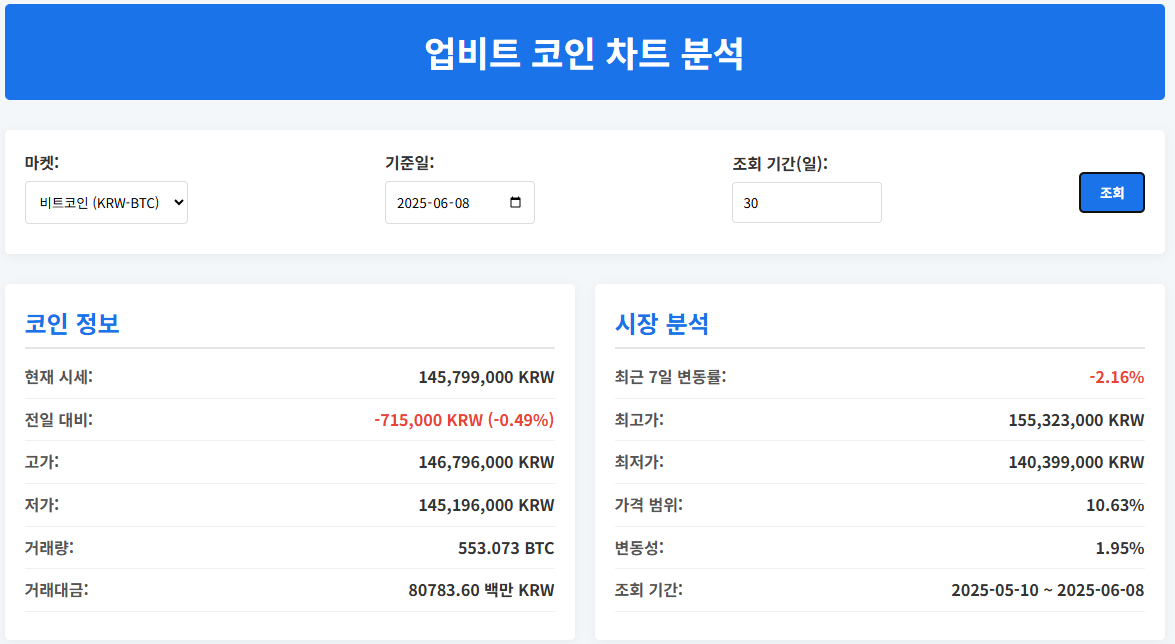 업비트 코인 차트 분석
마켓:
비트코인 (KRW-BTC)
기준일:
2025-06-08
조회 기간(일):
30
조회
코인 정보
현재 시세: 145,799,000 KRW
전일 대비: -715,000 KRW (-0.49%)
고가: 146,796,000 KRW
저가: 145,196,000 KRW
거래량: 553.073 BTC
거래대금: 80783.60 백만 KRW
시장 분석
최근 7일 변동률: -2.16%
최고가: 155,323,000 KRW
최저가: 140,399,000 KRW
가격 범위: 10.63%
변동성: 1.95%
조회 기간: 2025-05-10 ~ 2025-06-08